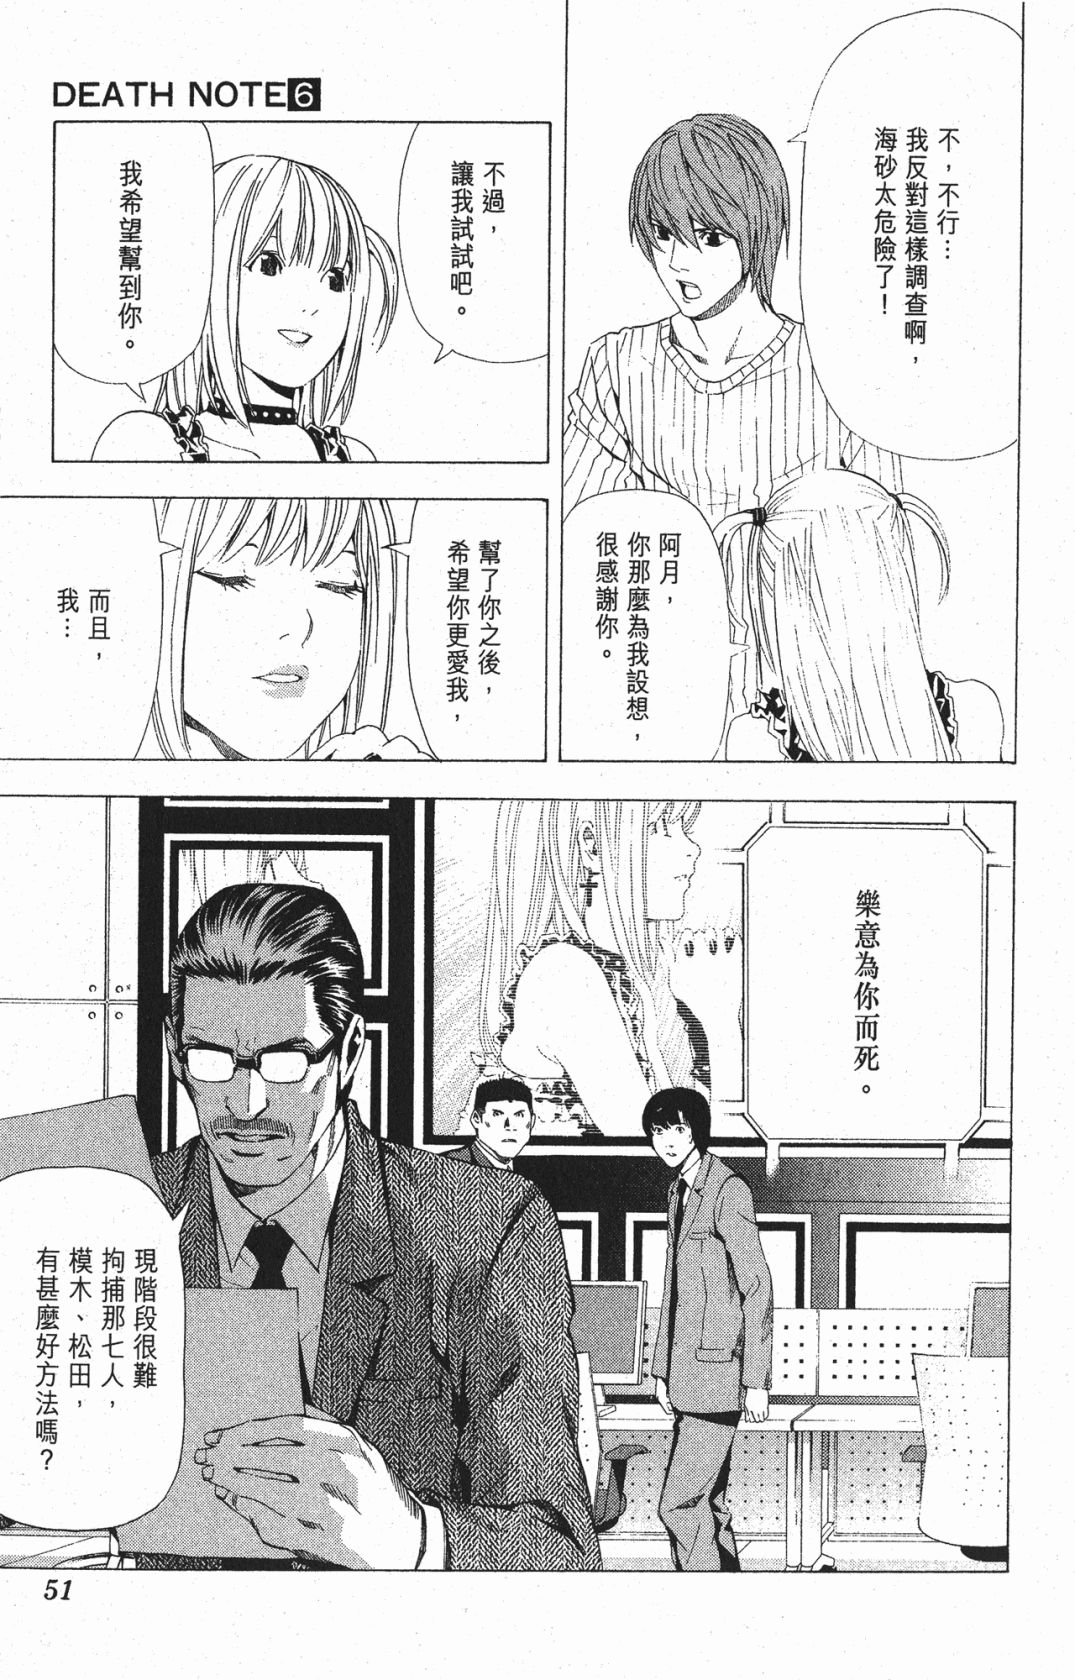 DEATH NOTE 6
不，不行…
我反對這樣調查啊，
海砂太危險了！
阿月，
你那麼為我設想，
很感謝你。
不過，
讓我試試吧。
我希望幫到你。
幫了你之後，
希望你更愛我，
而且，
我…
樂意為你而死。
現階段很難
拘捕那七人，
模木、松田，
有甚麼好方法嗎？
51